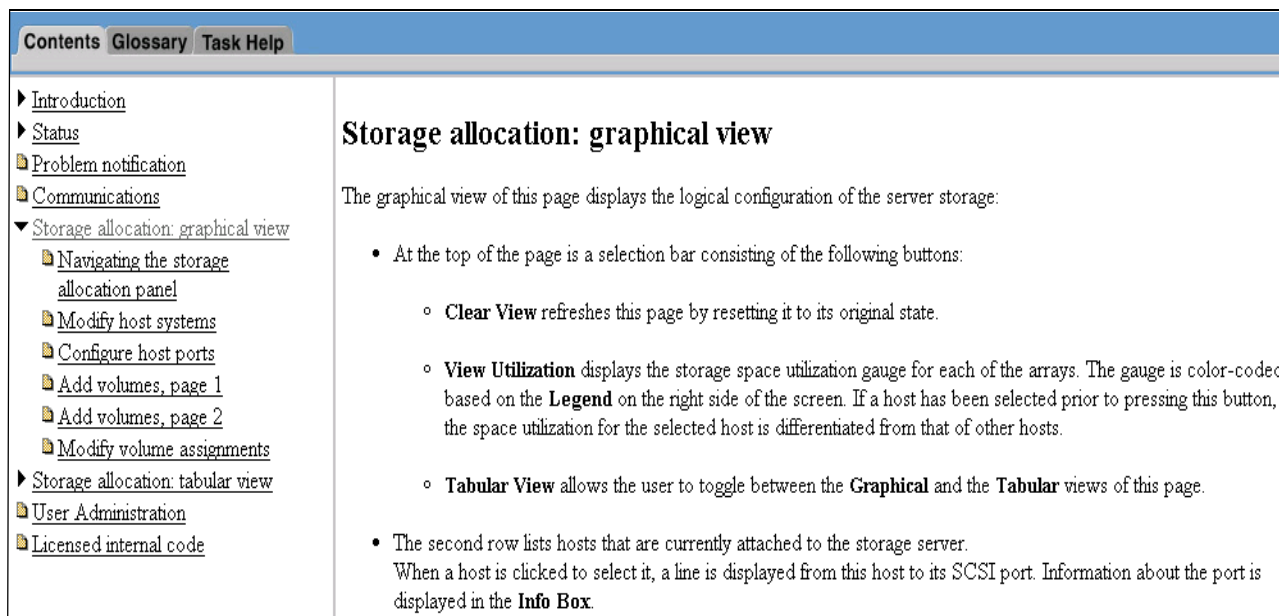 Contents Glossary Task Help
Introduction
Status
Problem notification
Communications
Storage allocation: graphical view
Navigating the storage
allocation panel
Modify host systems
Configure host ports
Add volumes, page 1
Add volumes, page 2
Modify volume assignments
Storage allocation: tabular view
User Administration
Licensed internal code
Storage allocation: graphical view
The graphical view of this page displays the logical configuration of the server storage:
• At the top of the page is a selection bar consisting of the following buttons:
○ Clear View refreshes this page by resetting it to its original state.
○ View Utilization displays the storage space utilization gauge for each of the arrays. The gauge is color-coded
based on the Legend on the right side of the screen. If a host has been selected prior to pressing this button,
the space utilization for the selected host is differentiated from that of other hosts.
○ Tabular View allows the user to toggle between the Graphical and the Tabular views of this page.
• The second row lists hosts that are currently attached to the storage server.
When a host is clicked to select it, a line is displayed from this host to its SCSI port. Information about the port is
displayed in the Info Box.